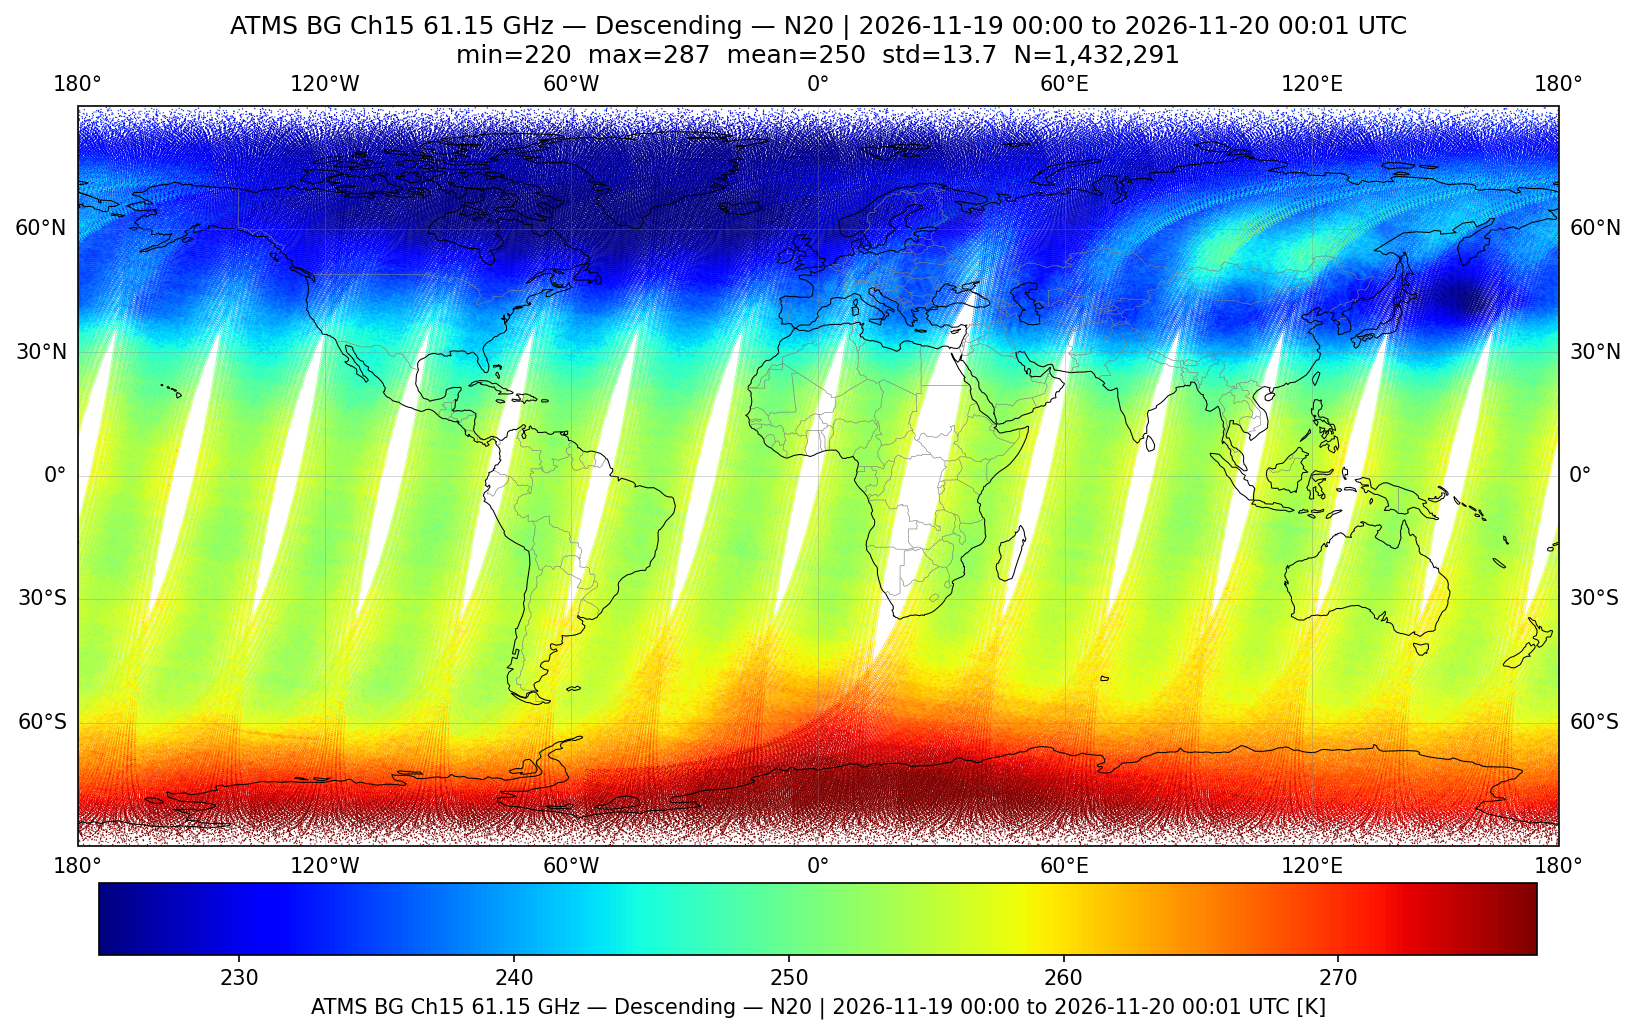 ATMS BG Ch15 61.15 GHz — Descending — N20 | 2026-11-19 00:00 to 2026-11-20 00:01 UTC
min=220 max=287 mean=250 std=13.7 N=1,432,291
180° 120°W 60°W 0° 60°E 120°E 180°
60°N 60°N
30°N 30°N
0° 0°
30°S 30°S
60°S 60°S
180° 120°W 60°W 0° 60°E 120°E 180°
230 240 250 260 270
ATMS BG Ch15 61.15 GHz — Descending — N20 | 2026-11-19 00:00 to 2026-11-20 00:01 UTC [K]